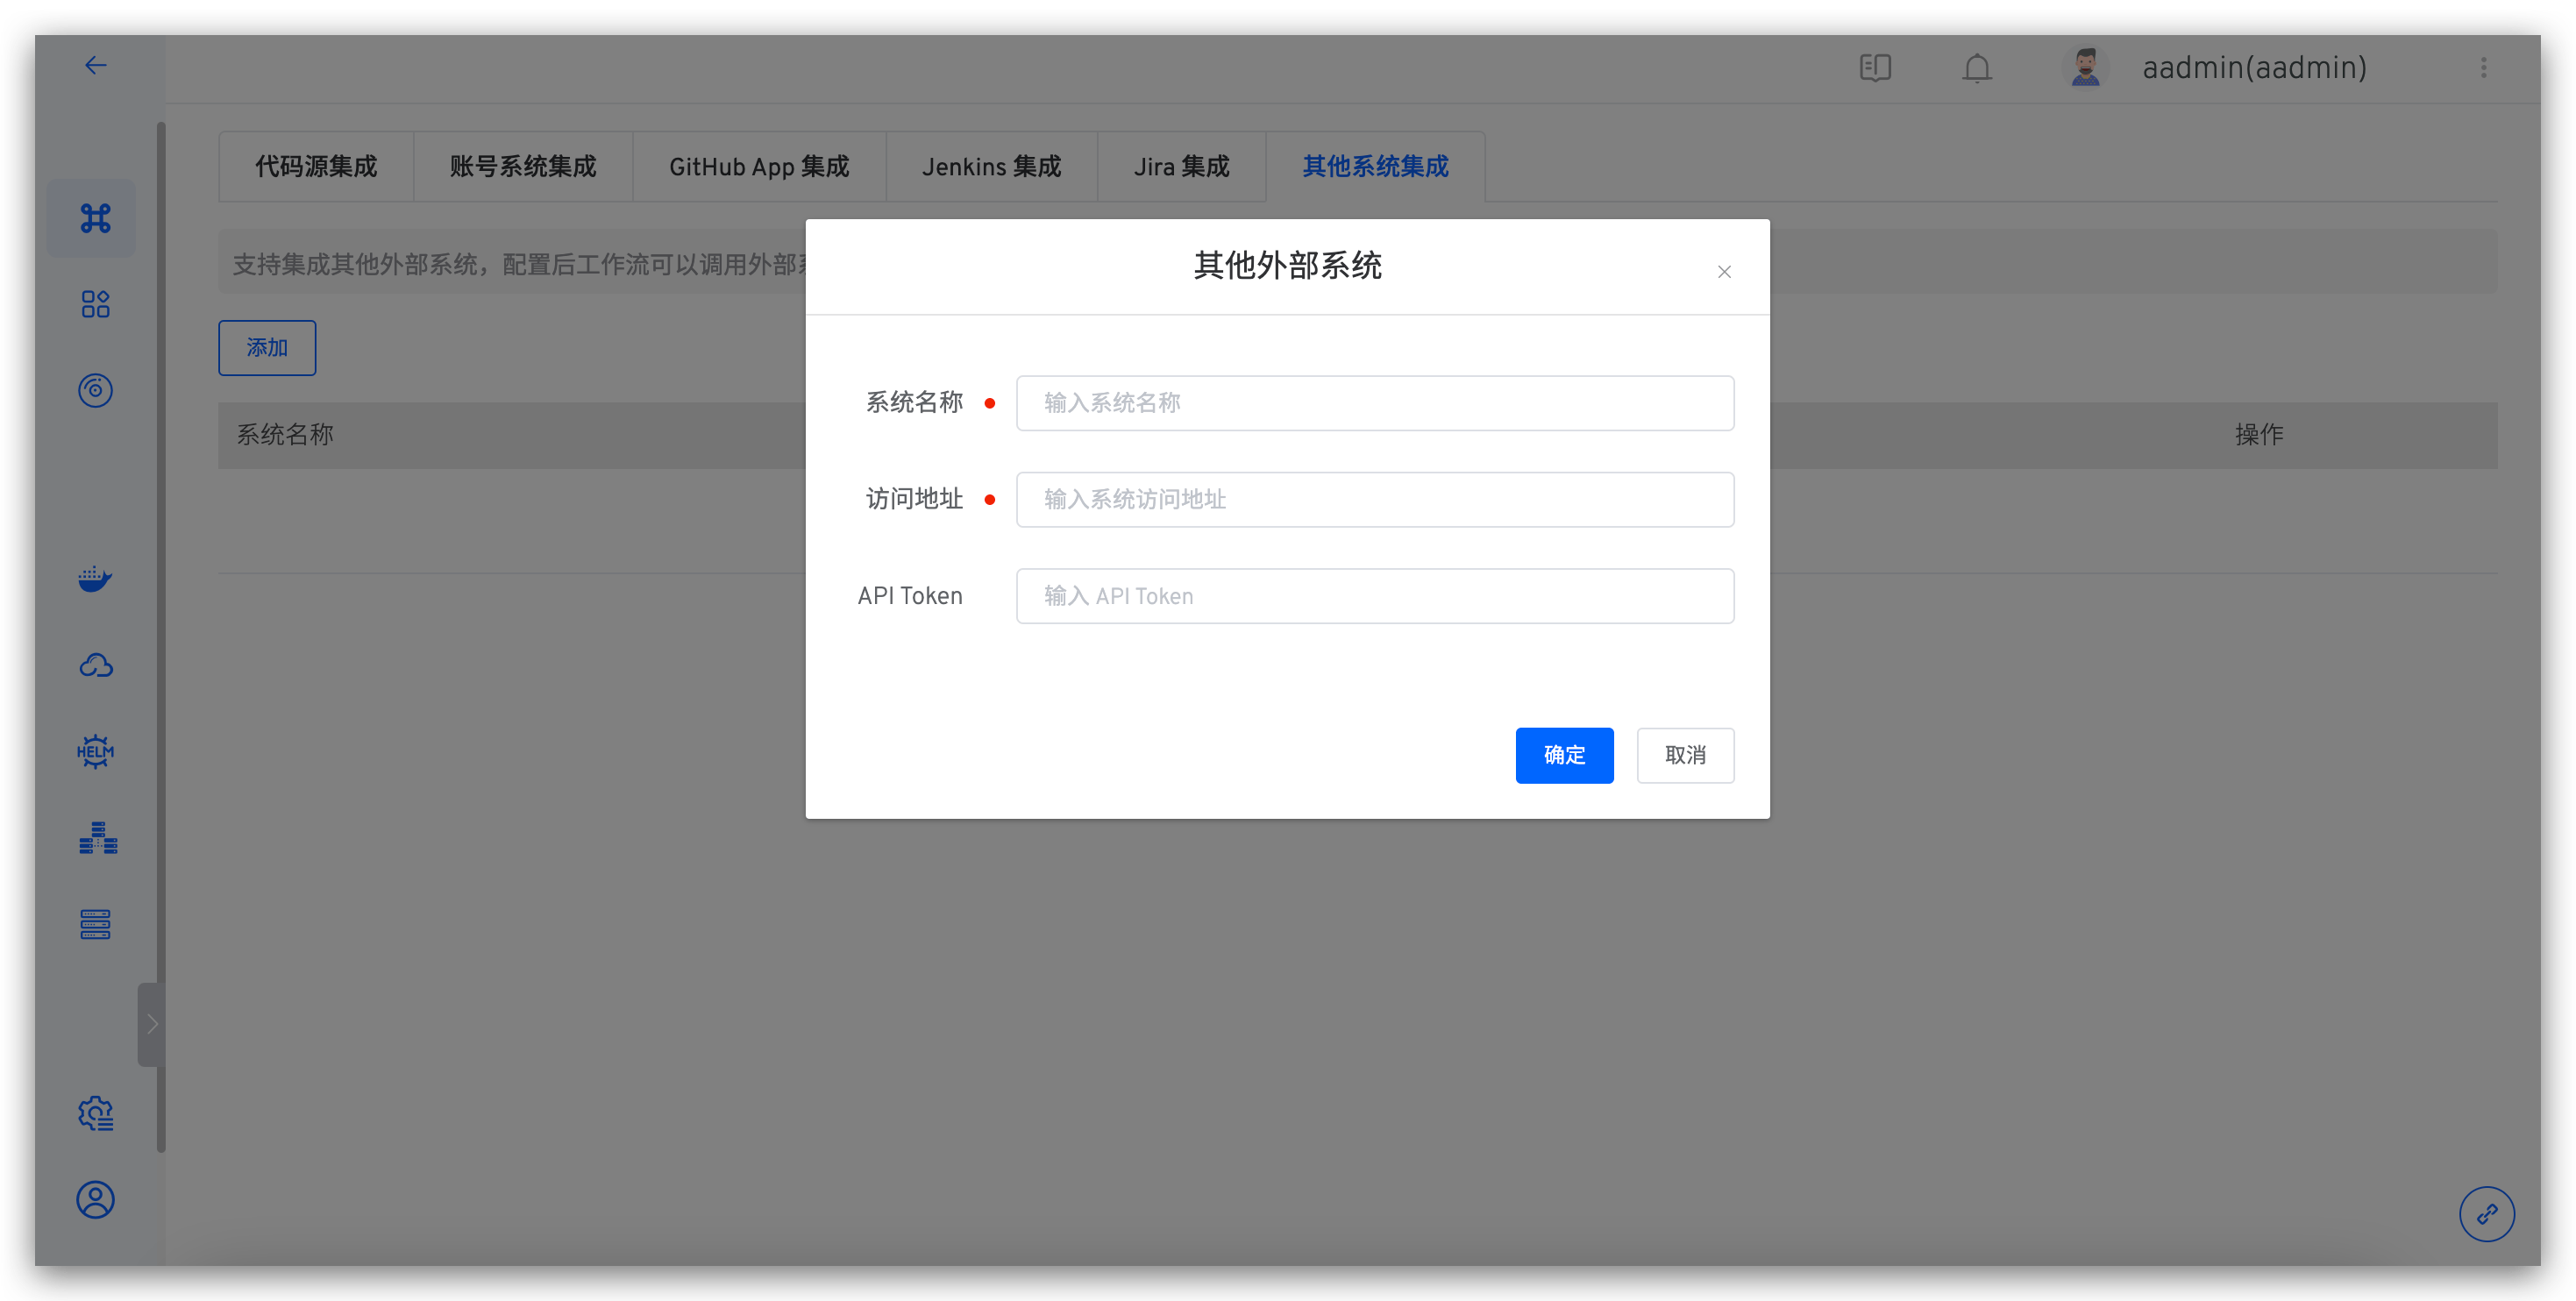 aadmin(aadmin)
代码源集成
账号系统集成
GitHub App 集成
Jenkins 集成
Jira 集成
其他系统集成
支持集成其他外部系统，配置后工作流可以调用外部
添加
系统名称
操作
其他外部系统
系统名称
输入系统名称
访问地址
输入系统访问地址
API Token
输入 API Token
确定
取消
HELM